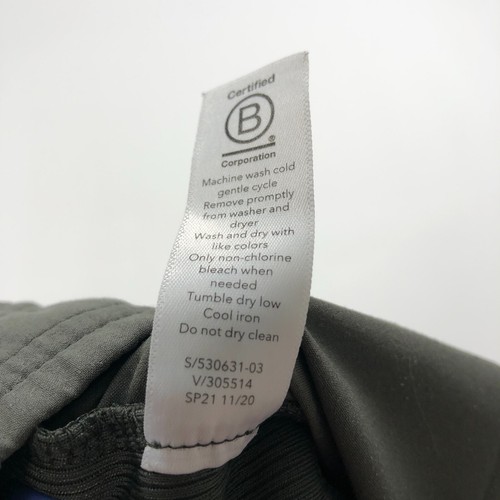 Certified
B
®
Corporation
Machine wash cold
gentle cycle
Remove promptly
from washer and
dryer
Wash and dry with
like colors
Only non-chlorine
bleach when
needed
Tumble dry low
Cool iron
Do not dry clean
S/530631-03
V/305514
SP21 11/20